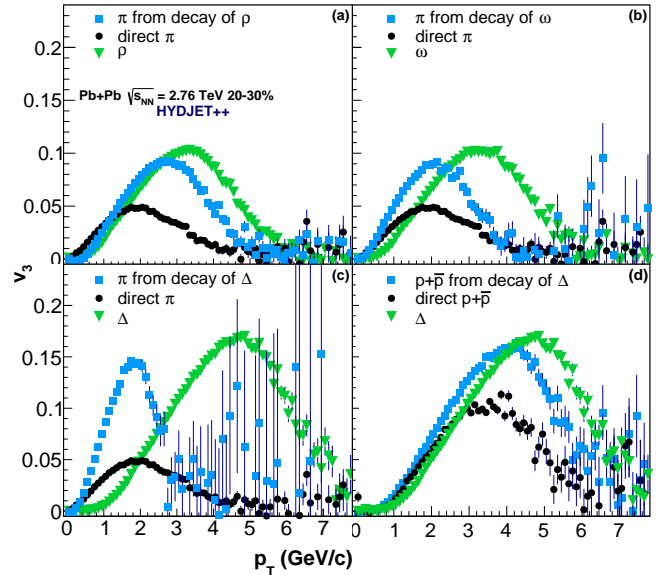 (a)
π from decay of ρ
direct π
ρ
Pb+Pb √s_NN = 2.76 TeV 20-30%
HYDJET++
(b)
π from decay of ω
direct π
ω
0.2
0.15
0.1
0.05
0
v₃
(c)
π from decay of Δ
direct π
Δ
(d)
p+p̅ from decay of Δ
direct p+p̅
Δ
0.2
0.15
0.1
0.05
0
0 1 2 3 4 5 6 7
0 1 2 3 4 5 6 7
p_T (GeV/c)